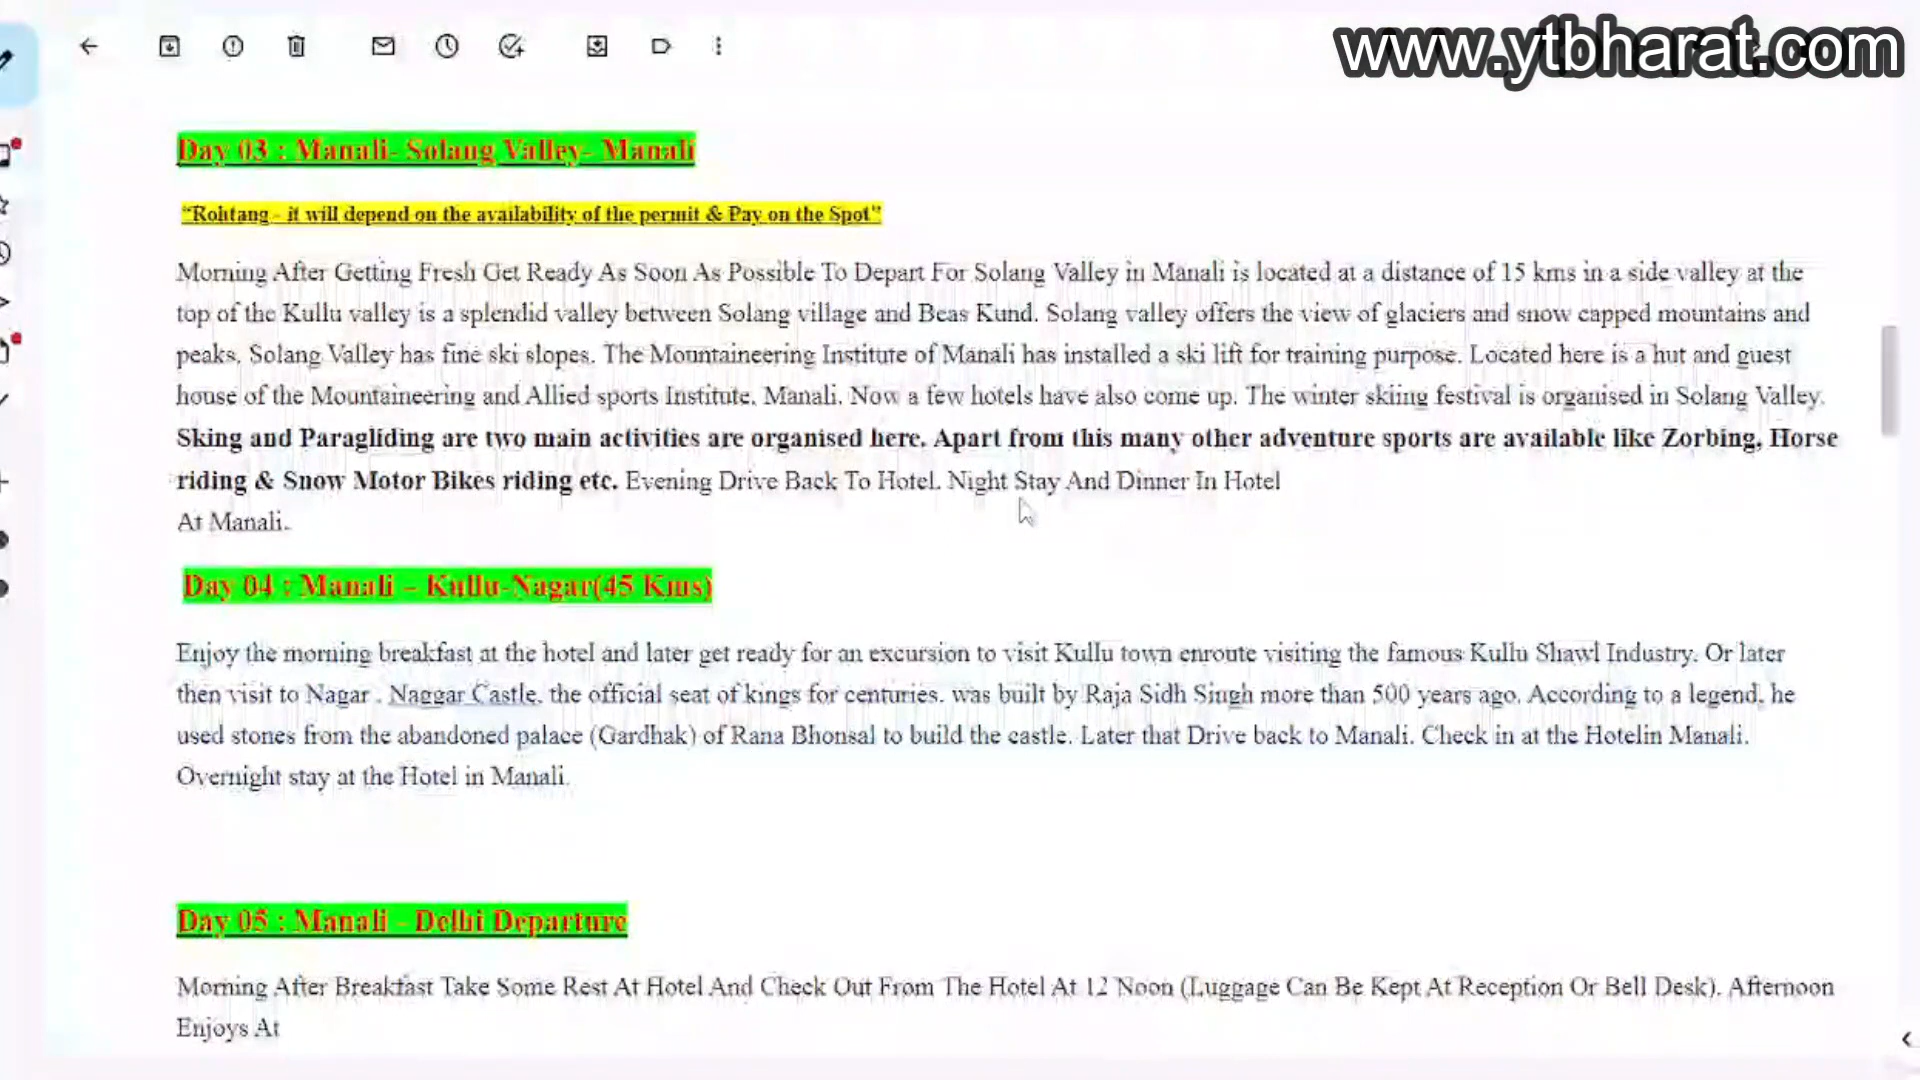 www.ytbharat.com
Day 03 : Manali- Solang Valley- Manali
“Rohtang - it will depend on the availability of the permit & Pay on the Spot”
Morning After Getting Fresh Get Ready As Soon As Possible To Depart For Solang Valley in Manali is located at a distance of 15 kms in a side valley at the
top of the Kullu valley is a splendid valley between Solang village and Beas Kund. Solang valley offers the view of glaciers and snow capped mountains and
peaks. Solang Valley has fine ski slopes. The Mountaineering Institute of Manali has installed a ski lift for training purpose. Located here is a hut and guest
house of the Mountaineering and Allied sports Institute, Manali. Now a few hotels have also come up. The winter skiing festival is organised in Solang Valley.
Sking and Paragliding are two main activities are organised here. Apart from this many other adventure sports are available like Zorbing, Horse
riding & Snow Motor Bikes riding etc. Evening Drive Back To Hotel. Night Stay And Dinner In Hotel
At Manali.
Day 04 : Manali - Kullu-Nagar(45 Kms)
Enjoy the morning breakfast at the hotel and later get ready for an excursion to visit Kullu town enroute visiting the famous Kullu Shawl Industry. Or later
then visit to Nagar . Naggar Castle, the official seat of kings for centuries, was built by Raja Sidh Singh more than 500 years ago. According to a legend, he
used stones from the abandoned palace (Gardhak) of Rana Bhonsal to build the castle. Later that Drive back to Manali. Check in at the Hotelin Manali.
Overnight stay at the Hotel in Manali.
Day 05 : Manali - Delhi Departure
Morning After Breakfast Take Some Rest At Hotel And Check Out From The Hotel At 12 Noon (Luggage Can Be Kept At Reception Or Bell Desk). Afternoon
Enjoys At